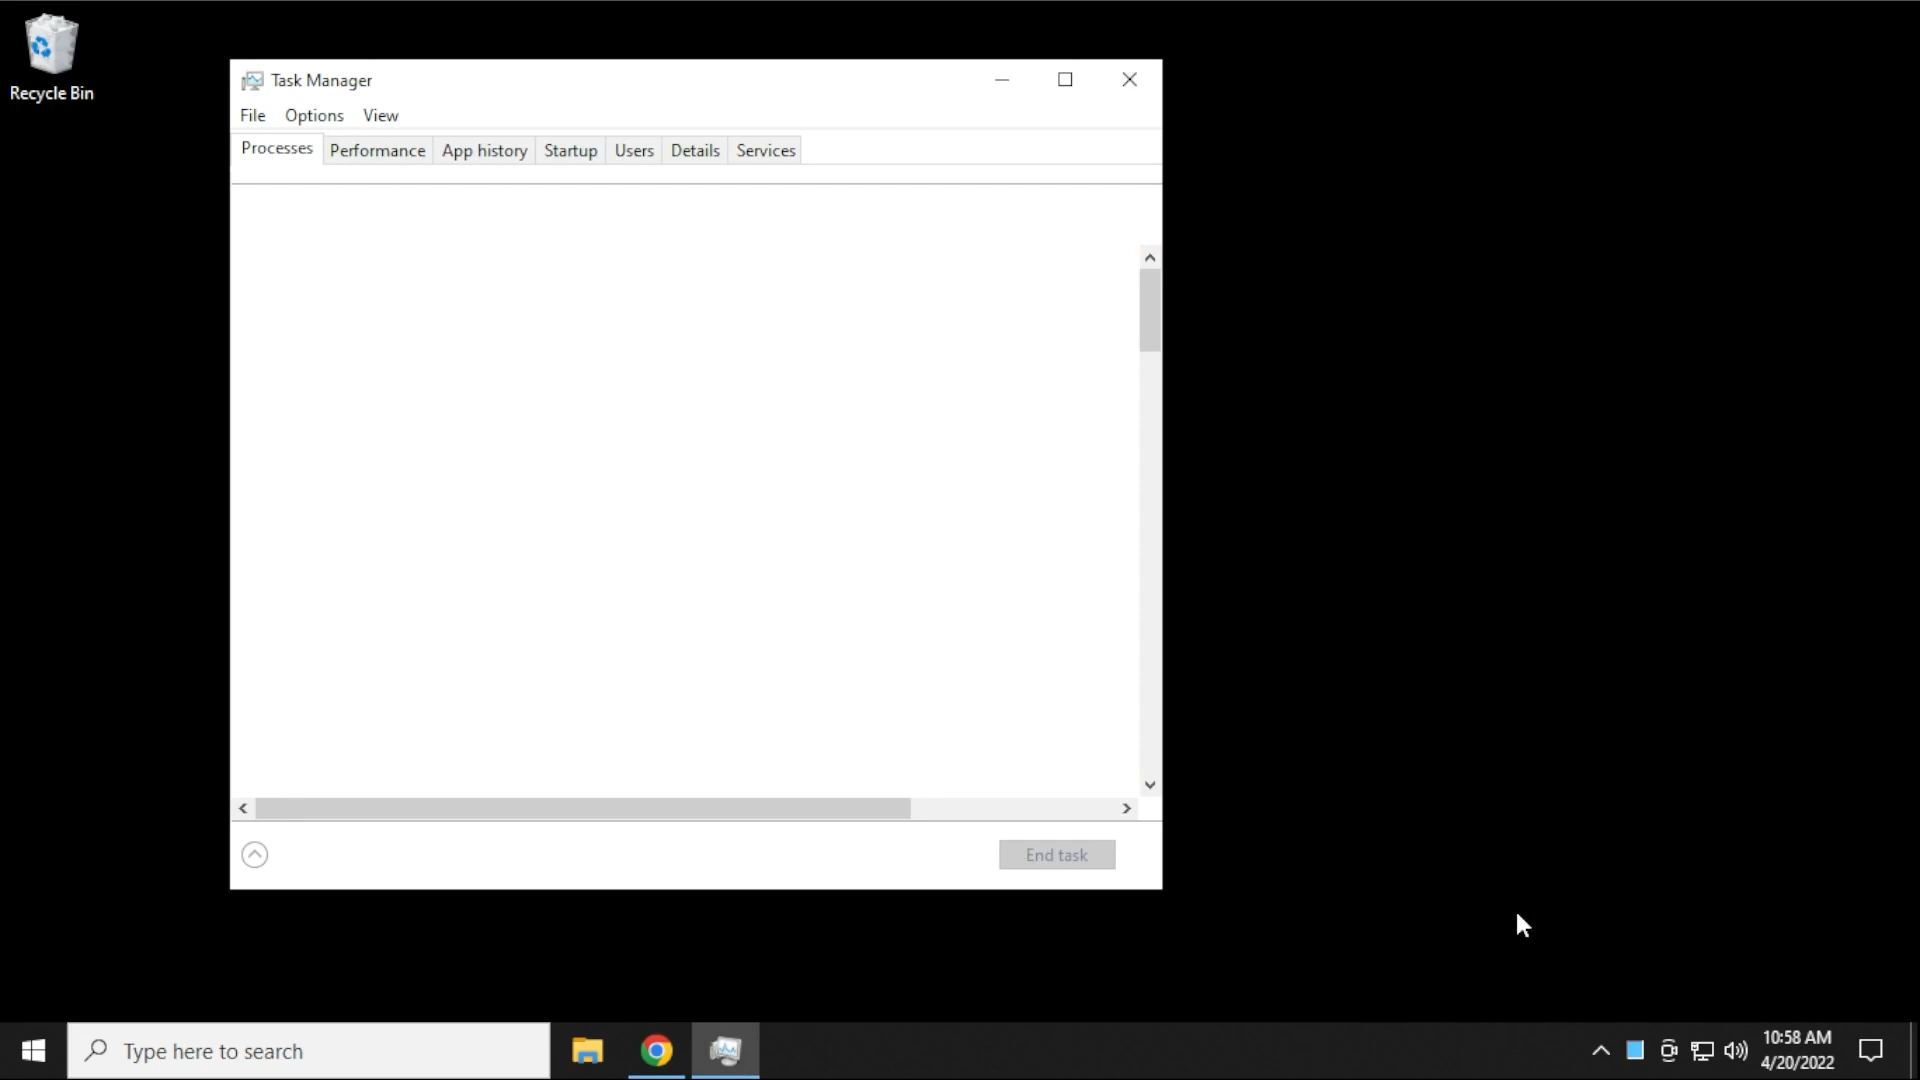 Recycle Bin
Task Manager
File Options View
Processes Performance App history Startup Users Details Services
End task
Type here to search
10:58 AM
4/20/2022